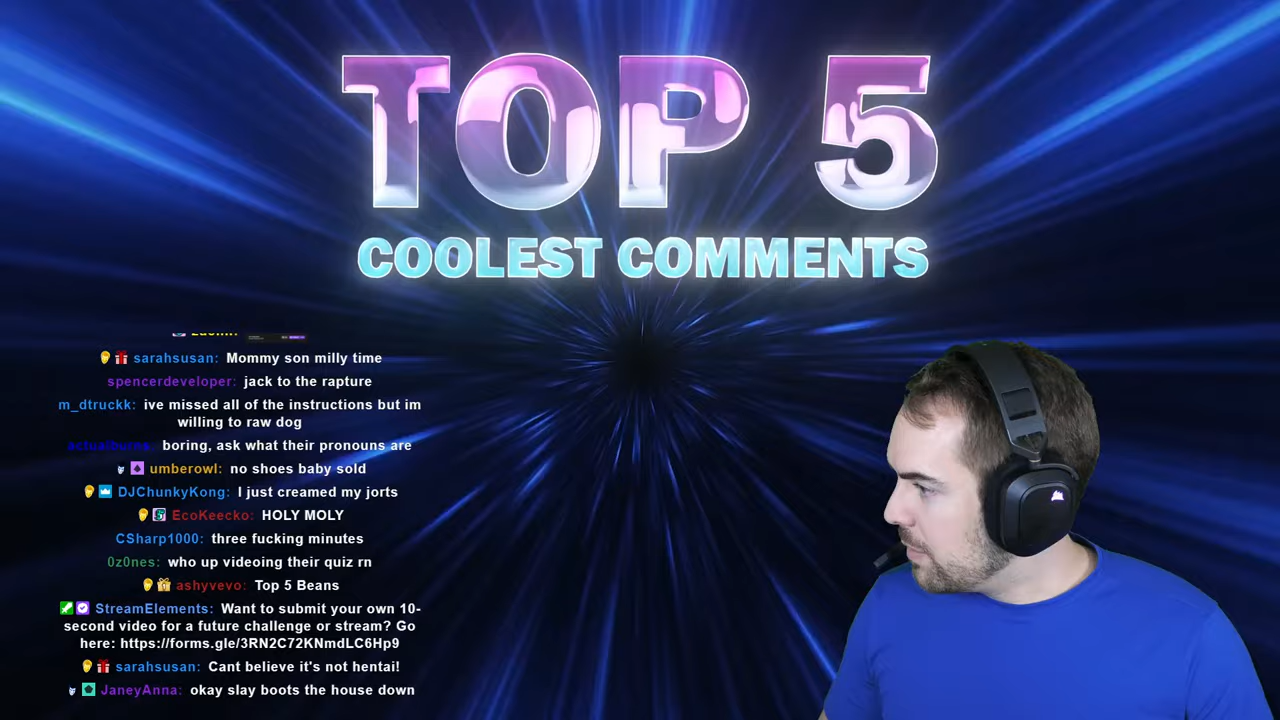 TOP 5
COOLEST COMMENTS
sarahsusan: Mommy son milly time
spencerdeveloper: jack to the rapture
m_dtruckk: ive missed all of the instructions but im
willing to raw dog
boring, ask what their pronouns are
umberowl: no shoes baby sold
DJChunkyKong: I just creamed my jorts
EcoKeecko: HOLY MOLY
CSharp1000: three fucking minutes
0z0nes: who up videoing their quiz rn
ashyvevo: Top 5 Beans
StreamElements: Want to submit your own 10-
second video for a future challenge or stream? Go
here: https://forms.gle/3RN2C72KNmdLC6Hp9
sarahsusan: Cant believe it's not hentai!
JaneyAnna: okay slay boots the house down